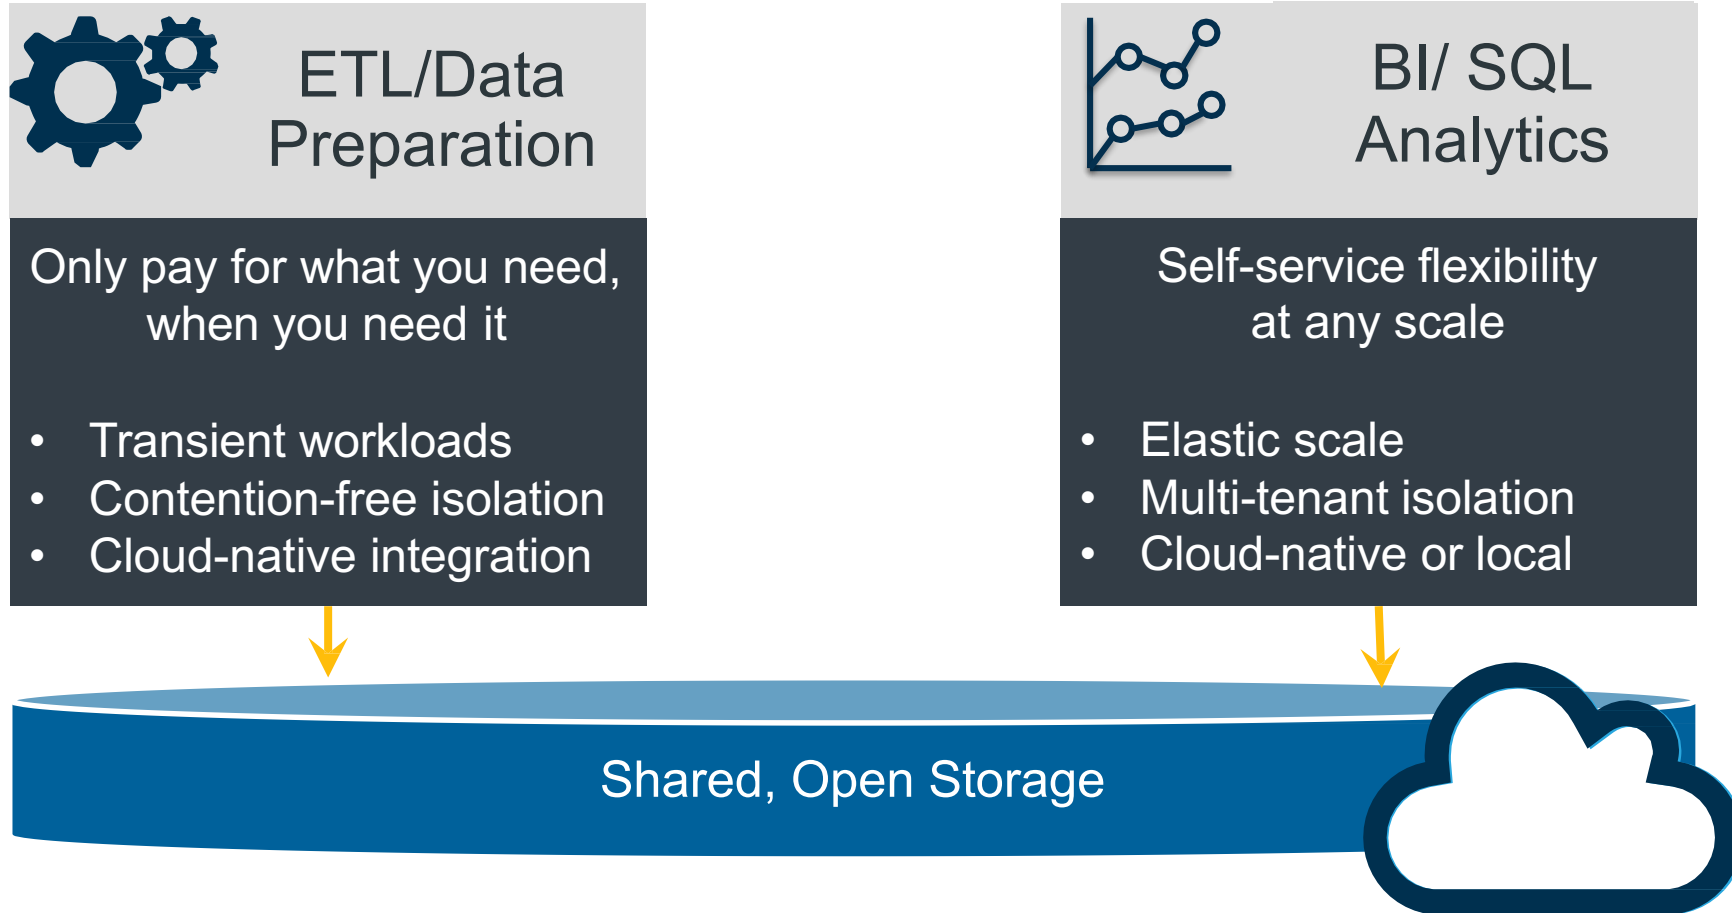 ETL/Data
Preparation
Only pay for what you need,
when you need it
• Transient workloads
• Contention-free isolation
• Cloud-native integration
BI/ SQL
Analytics
Self-service flexibility
at any scale
• Elastic scale
• Multi-tenant isolation
• Cloud-native or local
Shared, Open Storage